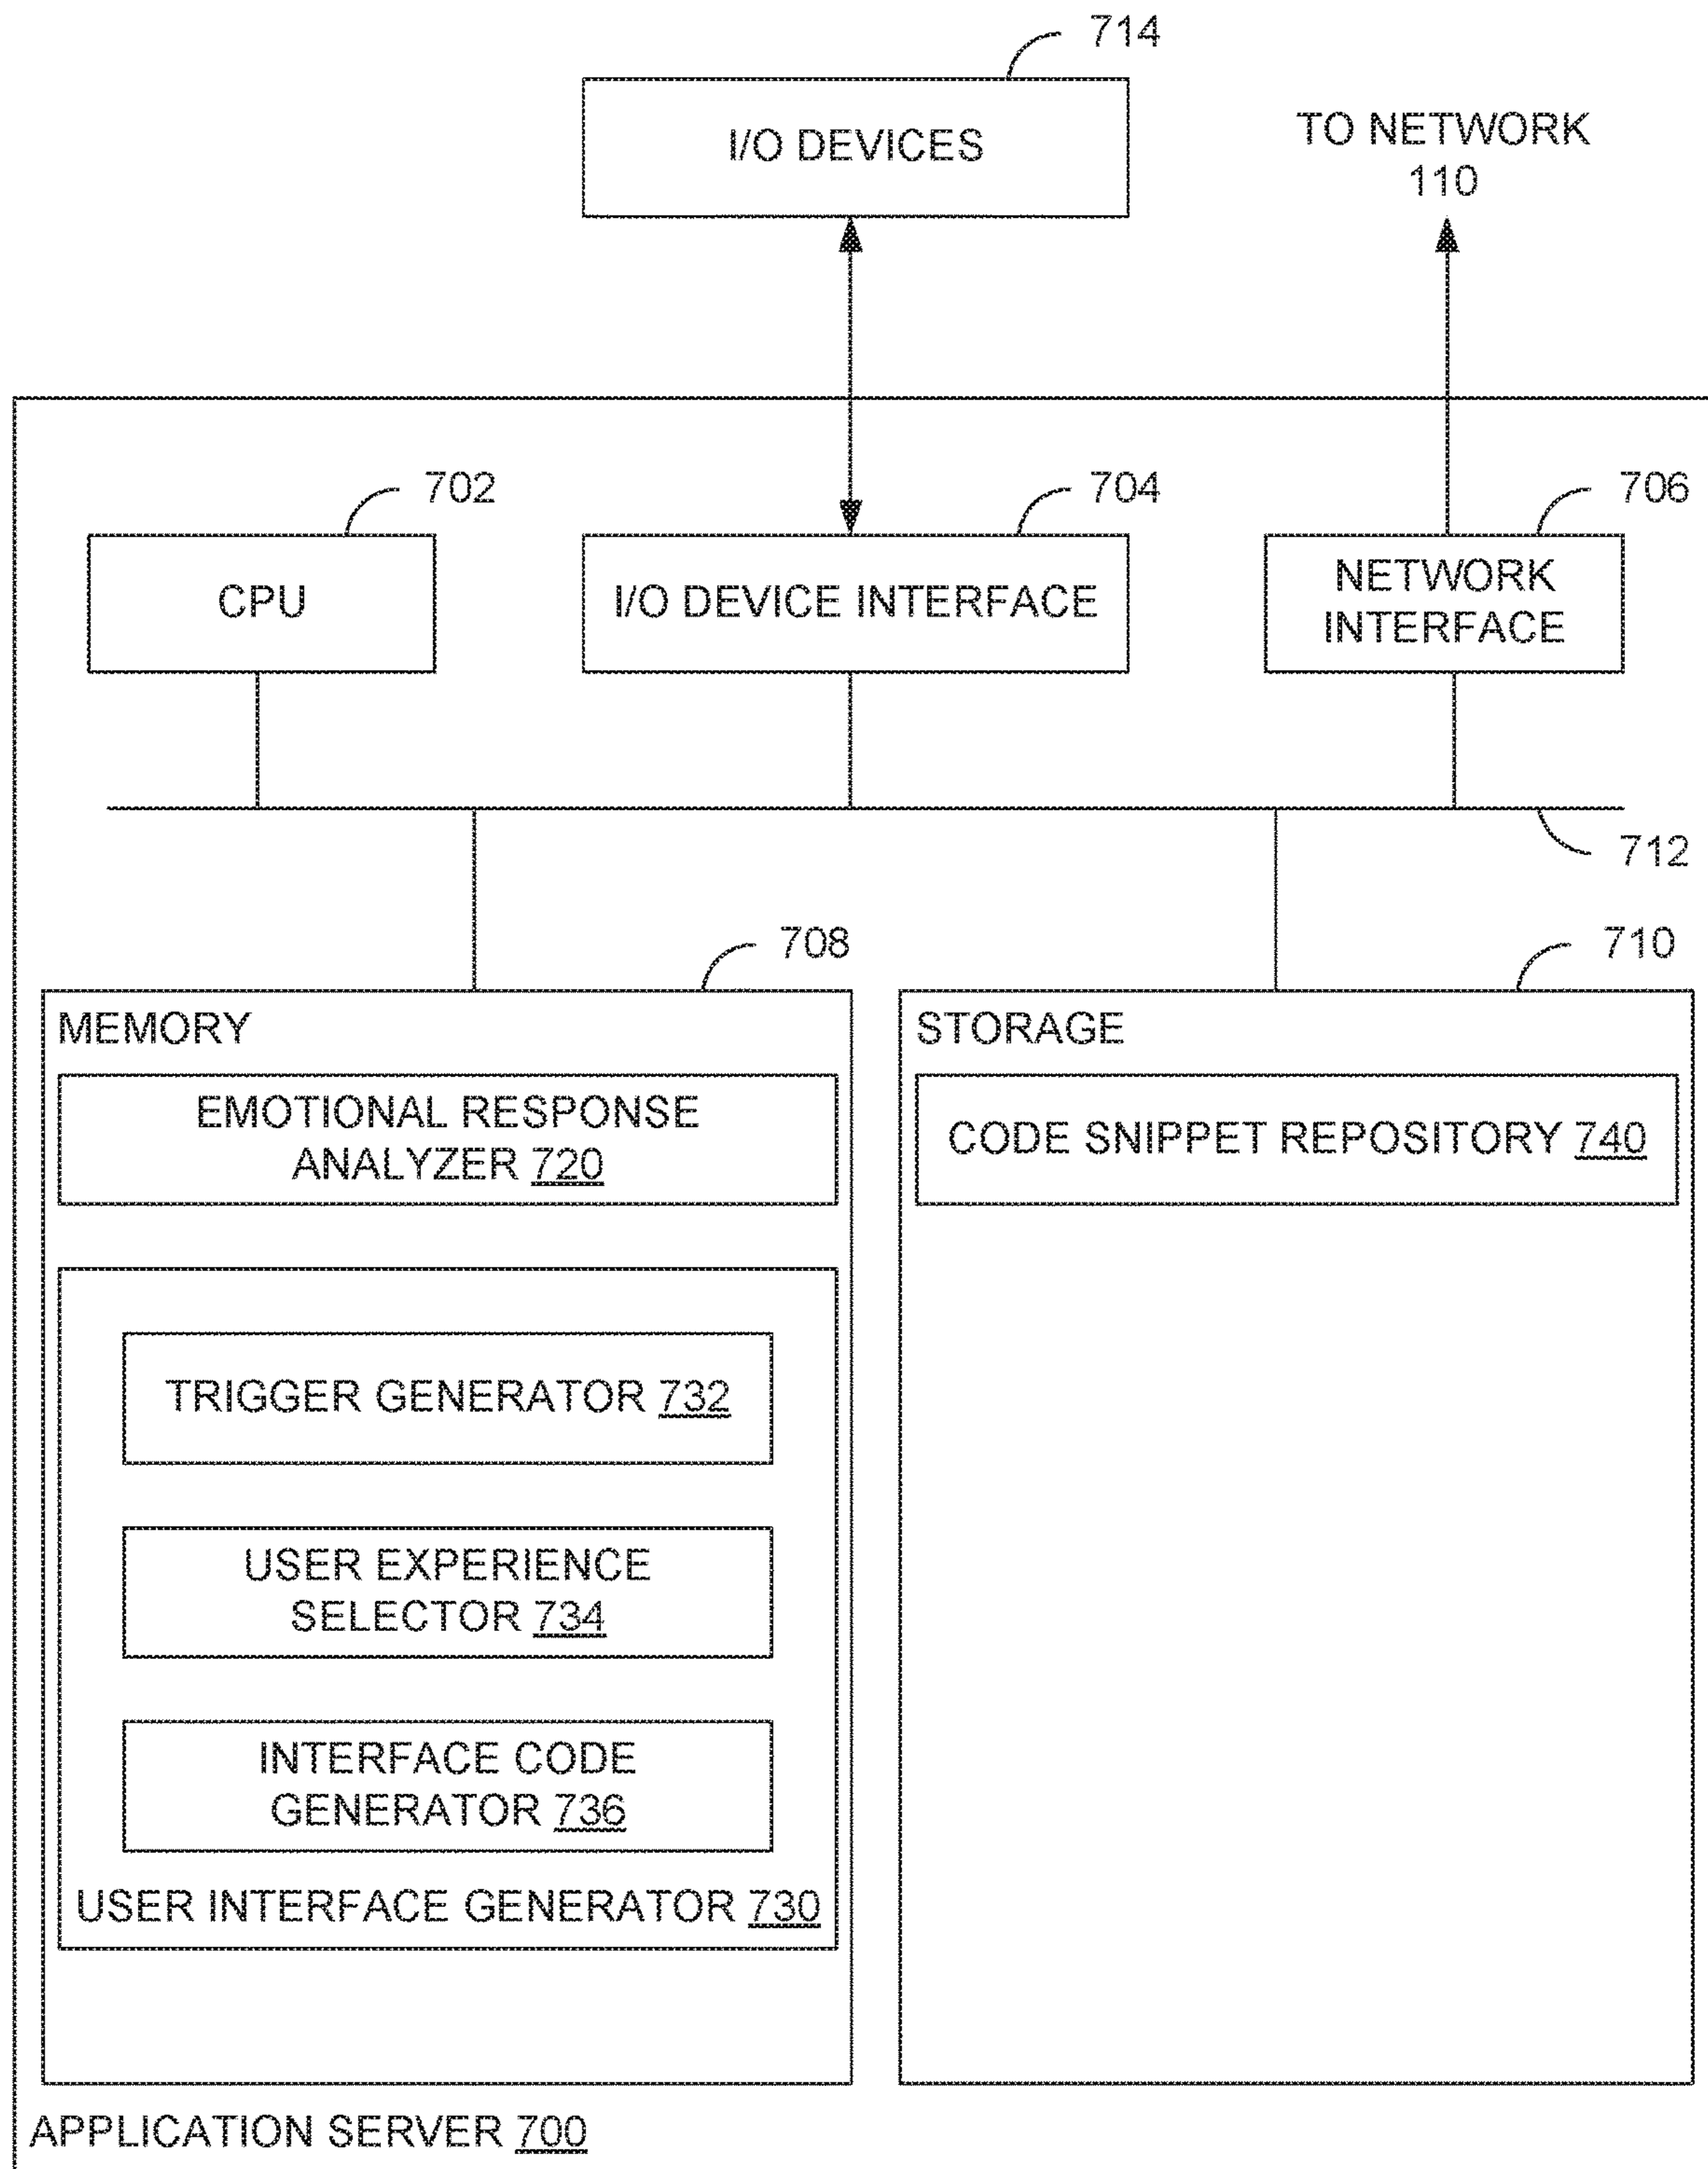 714
I/O DEVICES
TO NETWORK
110
702
704
706
CPU
I/O DEVICE INTERFACE
NETWORK
INTERFACE
712
708
710
MEMORY
STORAGE
EMOTIONAL RESPONSE
ANALYZER 720
CODE SNIPPET REPOSITORY 740
TRIGGER GENERATOR 732
USER EXPERIENCE
SELECTOR 734
INTERFACE CODE
GENERATOR 736
USER INTERFACE GENERATOR 730
APPLICATION SERVER 700